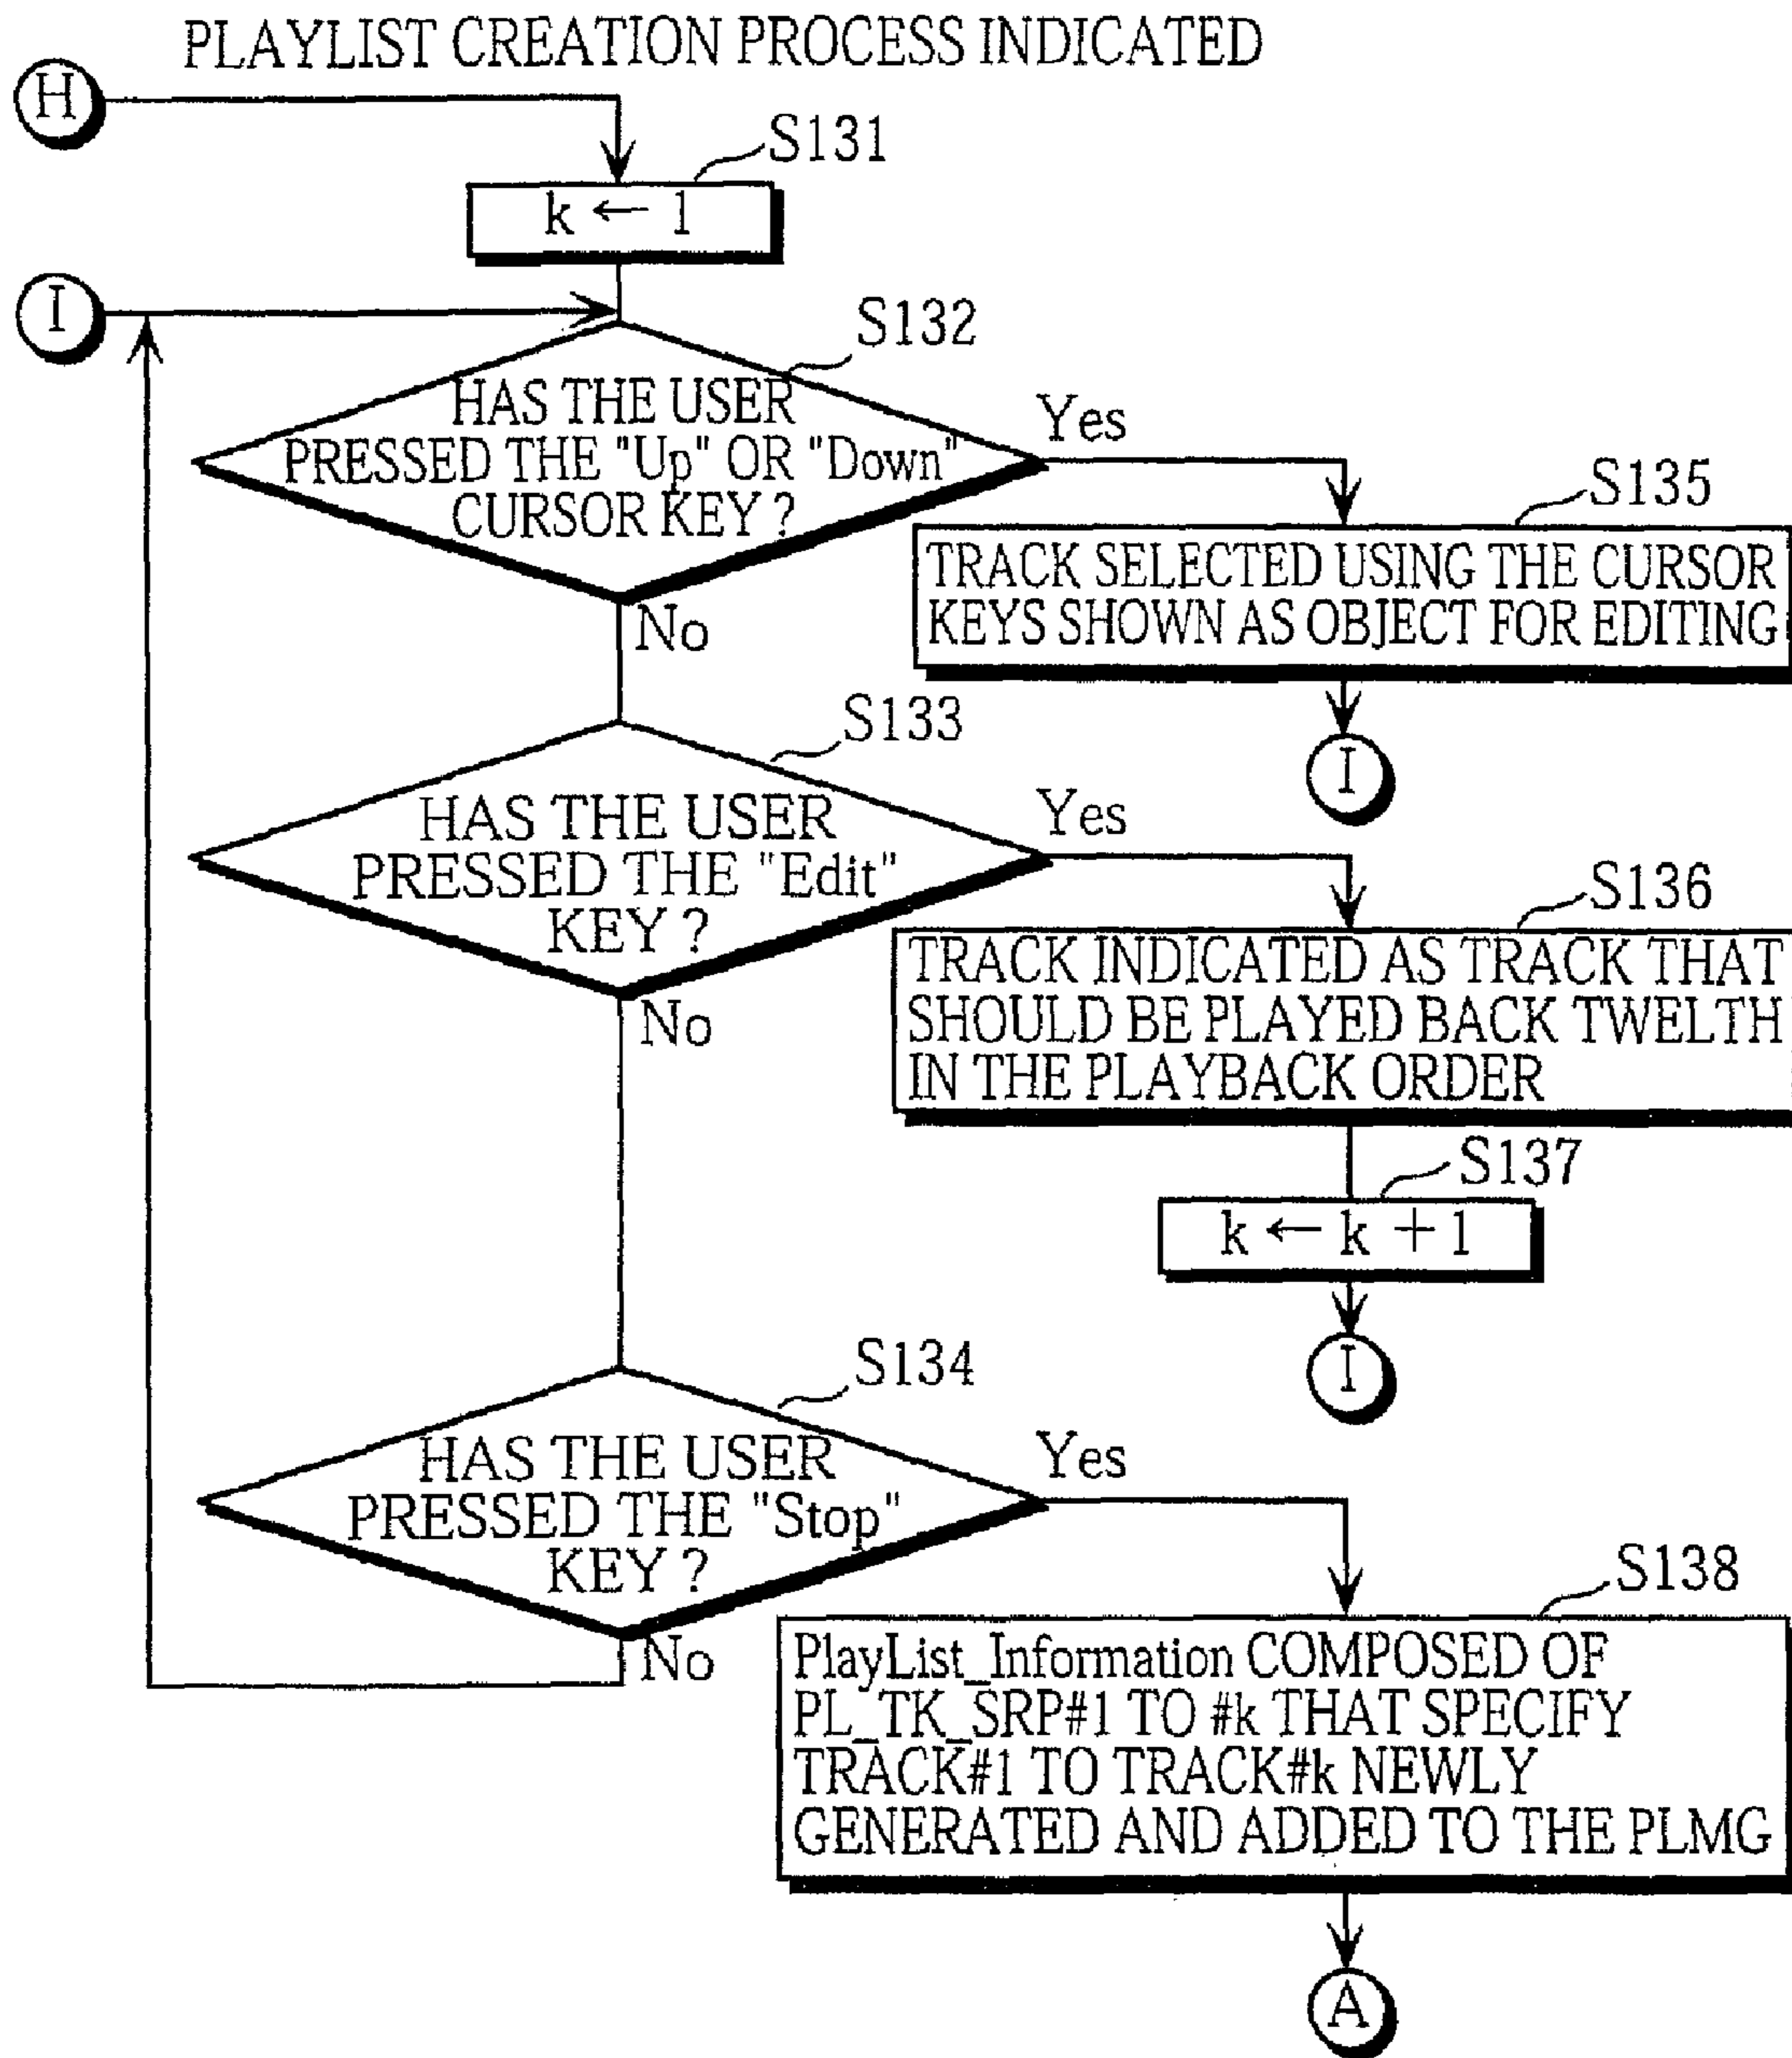 PLAYLIST CREATION PROCESS INDICATED
H
S131
k ← 1
I
S132
HAS THE USER
PRESSED THE "Up" OR "Down"
CURSOR KEY ?
Yes
No
S135
TRACK SELECTED USING THE CURSOR
KEYS SHOWN AS OBJECT FOR EDITING
I
S133
HAS THE USER
PRESSED THE "Edit"
KEY ?
Yes
No
S136
TRACK INDICATED AS TRACK THAT
SHOULD BE PLAYED BACK TWELTH
IN THE PLAYBACK ORDER
S137
k ← k + 1
I
S134
HAS THE USER
PRESSED THE "Stop"
KEY ?
Yes
No
S138
PlayList_Information COMPOSED OF
PL_TK_SRP#1 TO #k THAT SPECIFY
TRACK#1 TO TRACK#k NEWLY
GENERATED AND ADDED TO THE PLMG
A